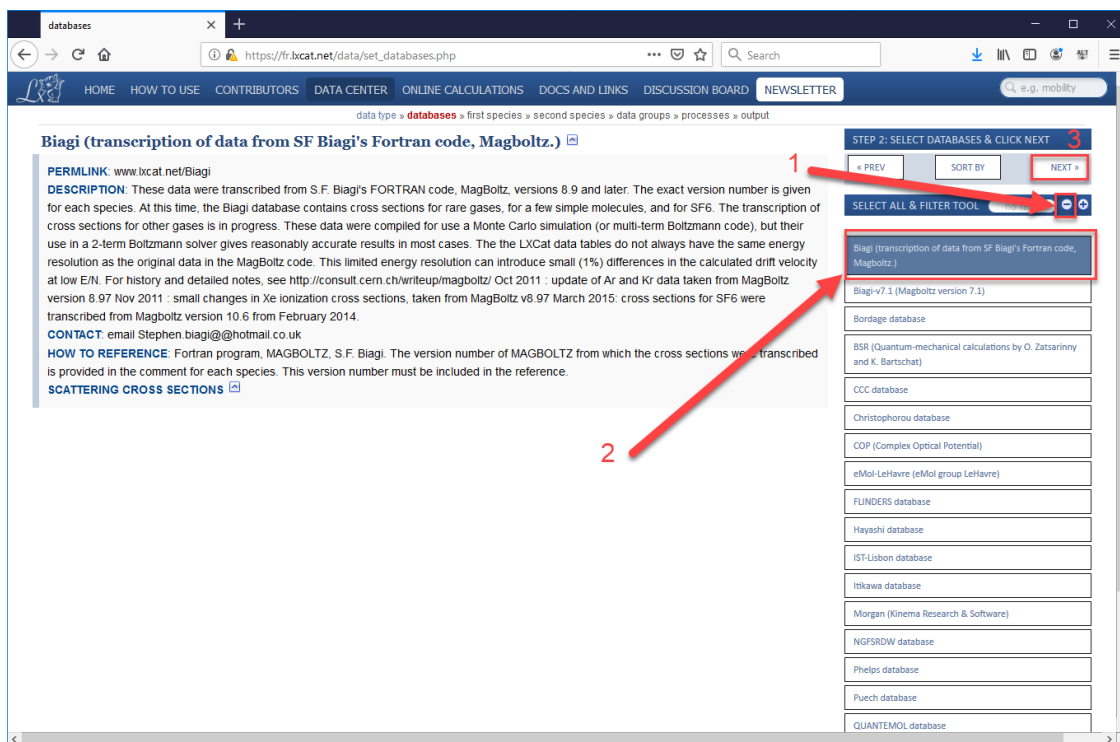 databases
https://fr.lxcat.net/data/set_databases.php
Search
HOME HOW TO USE CONTRIBUTORS DATA CENTER ONLINE CALCULATIONS DOCS AND LINKS DISCUSSION BOARD NEWSLETTER
e.g. mobility
data type » databases » first species » second species » data groups » processes » output
Biagi (transcription of data from SF Biagi's Fortran code, Magboltz.)
PERMLINK: www.lxcat.net/Biagi
DESCRIPTION: These data were transcribed from S.F. Biagi's FORTRAN code, MagBoltz, versions 8.9 and later. The exact version number is given
for each species. At this time, the Biagi database contains cross sections for rare gases, for a few simple molecules, and for SF6. The transcription of
cross sections for other gases is in progress. These data were compiled for use a Monte Carlo simulation (or multi-term Boltzmann code), but their
use in a 2-term Boltzmann solver gives reasonably accurate results in most cases. The the LXCat data tables do not always have the same energy
resolution as the original data in the MagBoltz code. This limited energy resolution can introduce small (1%) differences in the calculated drift velocity
at low E/N. For history and detailed notes, see http://consult.cern.ch/writeup/magboltz/ Oct 2011 : update of Ar and Kr data taken from MagBoltz
version 8.97 Nov 2011 : small changes in Xe ionization cross sections, taken from MagBoltz v8.97 March 2015: cross sections for SF6 were
transcribed from Magboltz version 10.6 from February 2014.
CONTACT: email Stephen.biagi@@hotmail.co.uk
HOW TO REFERENCE: Fortran program, MAGBOLTZ, S.F. Biagi. The version number of MAGBOLTZ from which the cross sections were transcribed
is provided in the comment for each species. This version number must be included in the reference.
SCATTERING CROSS SECTIONS
STEP 2: SELECT DATABASES & CLICK NEXT
3
1
« PREV SORT BY NEXT »
SELECT ALL & FILTER TOOL
Biagi (transcription of data from SF Biagi's Fortran code,
Magboltz.)
Biagi-v7.1 (Magboltz version 7.1)
Bordage database
BSR (Quantum-mechanical calculations by O. Zatsarinny
and K. Bartschat)
CCC database
Christophorou database
2
COP (Complex Optical Potential)
eMol-LeHavre (eMol group LeHavre)
FLINDERS database
Hayashi database
IST-Lisbon database
Itikawa database
Morgan (Kinema Research & Software)
NGFSRDW database
Phelps database
Puech database
QUANTEMOL database